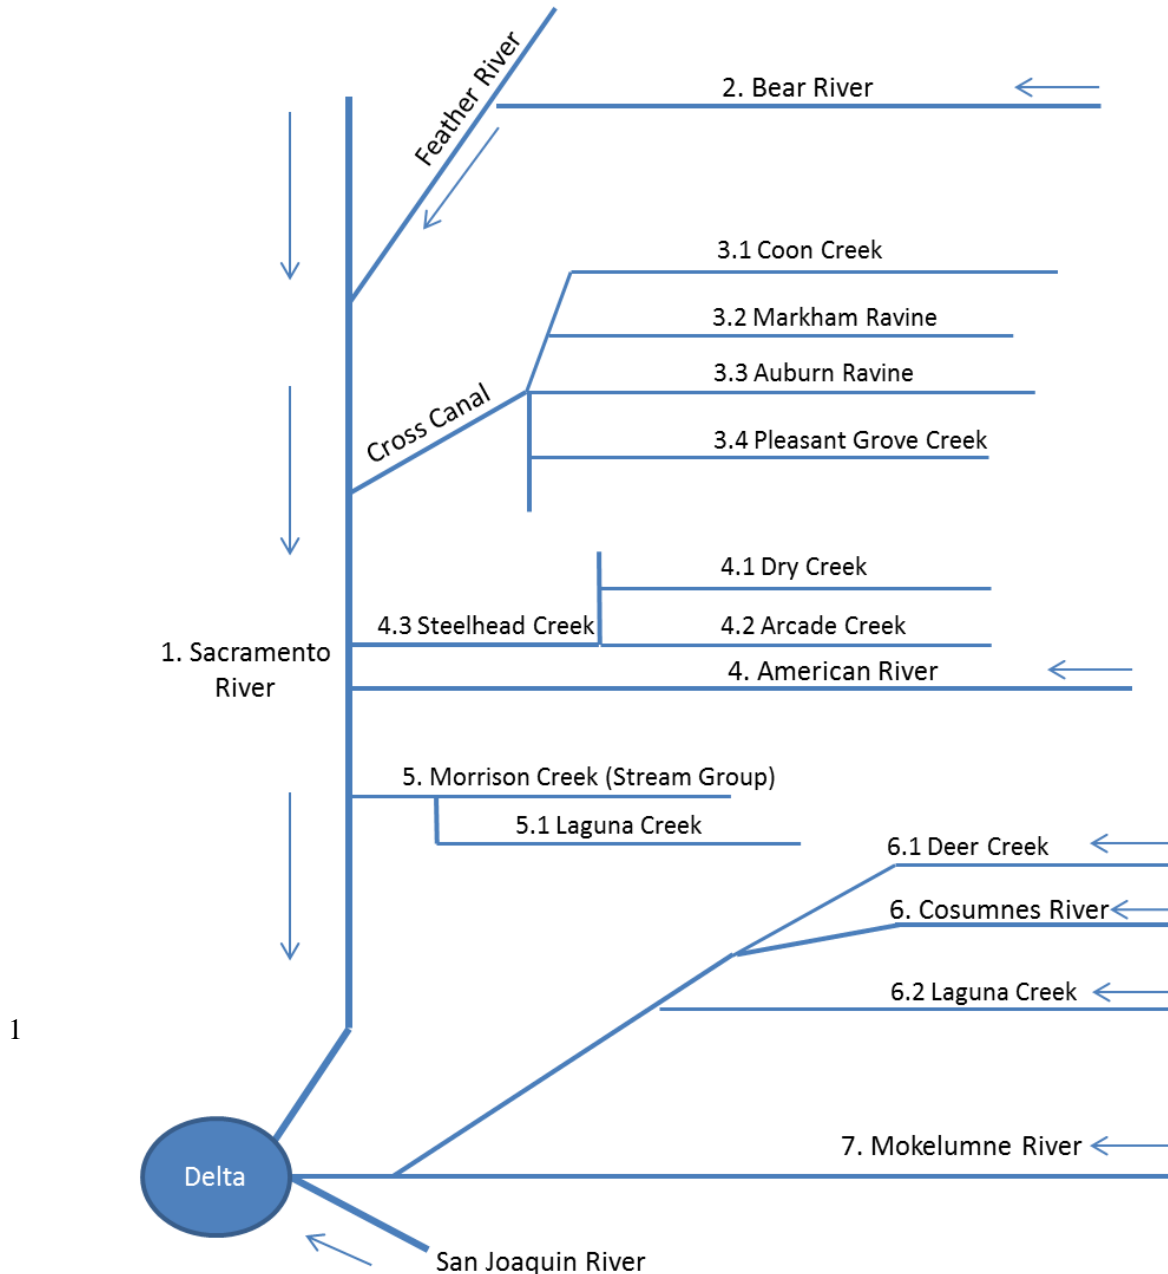 Feather River
2. Bear River
3.1 Coon Creek
3.2 Markham Ravine
3.3 Auburn Ravine
Cross Canal
3.4 Pleasant Grove Creek
4.1 Dry Creek
4.3 Steelhead Creek
4.2 Arcade Creek
1. Sacramento
River
4. American River
5. Morrison Creek (Stream Group)
5.1 Laguna Creek
6.1 Deer Creek
6. Cosumnes River
6.2 Laguna Creek
1
7. Mokelumne River
Delta
San Joaquin River